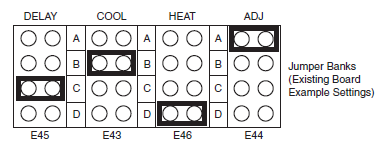 DELAY COOL HEAT ADJ
A A A
B B B
C C C
D D D
E45 E43 E46 E44
Jumper Banks
(Existing Board
Example Settings)